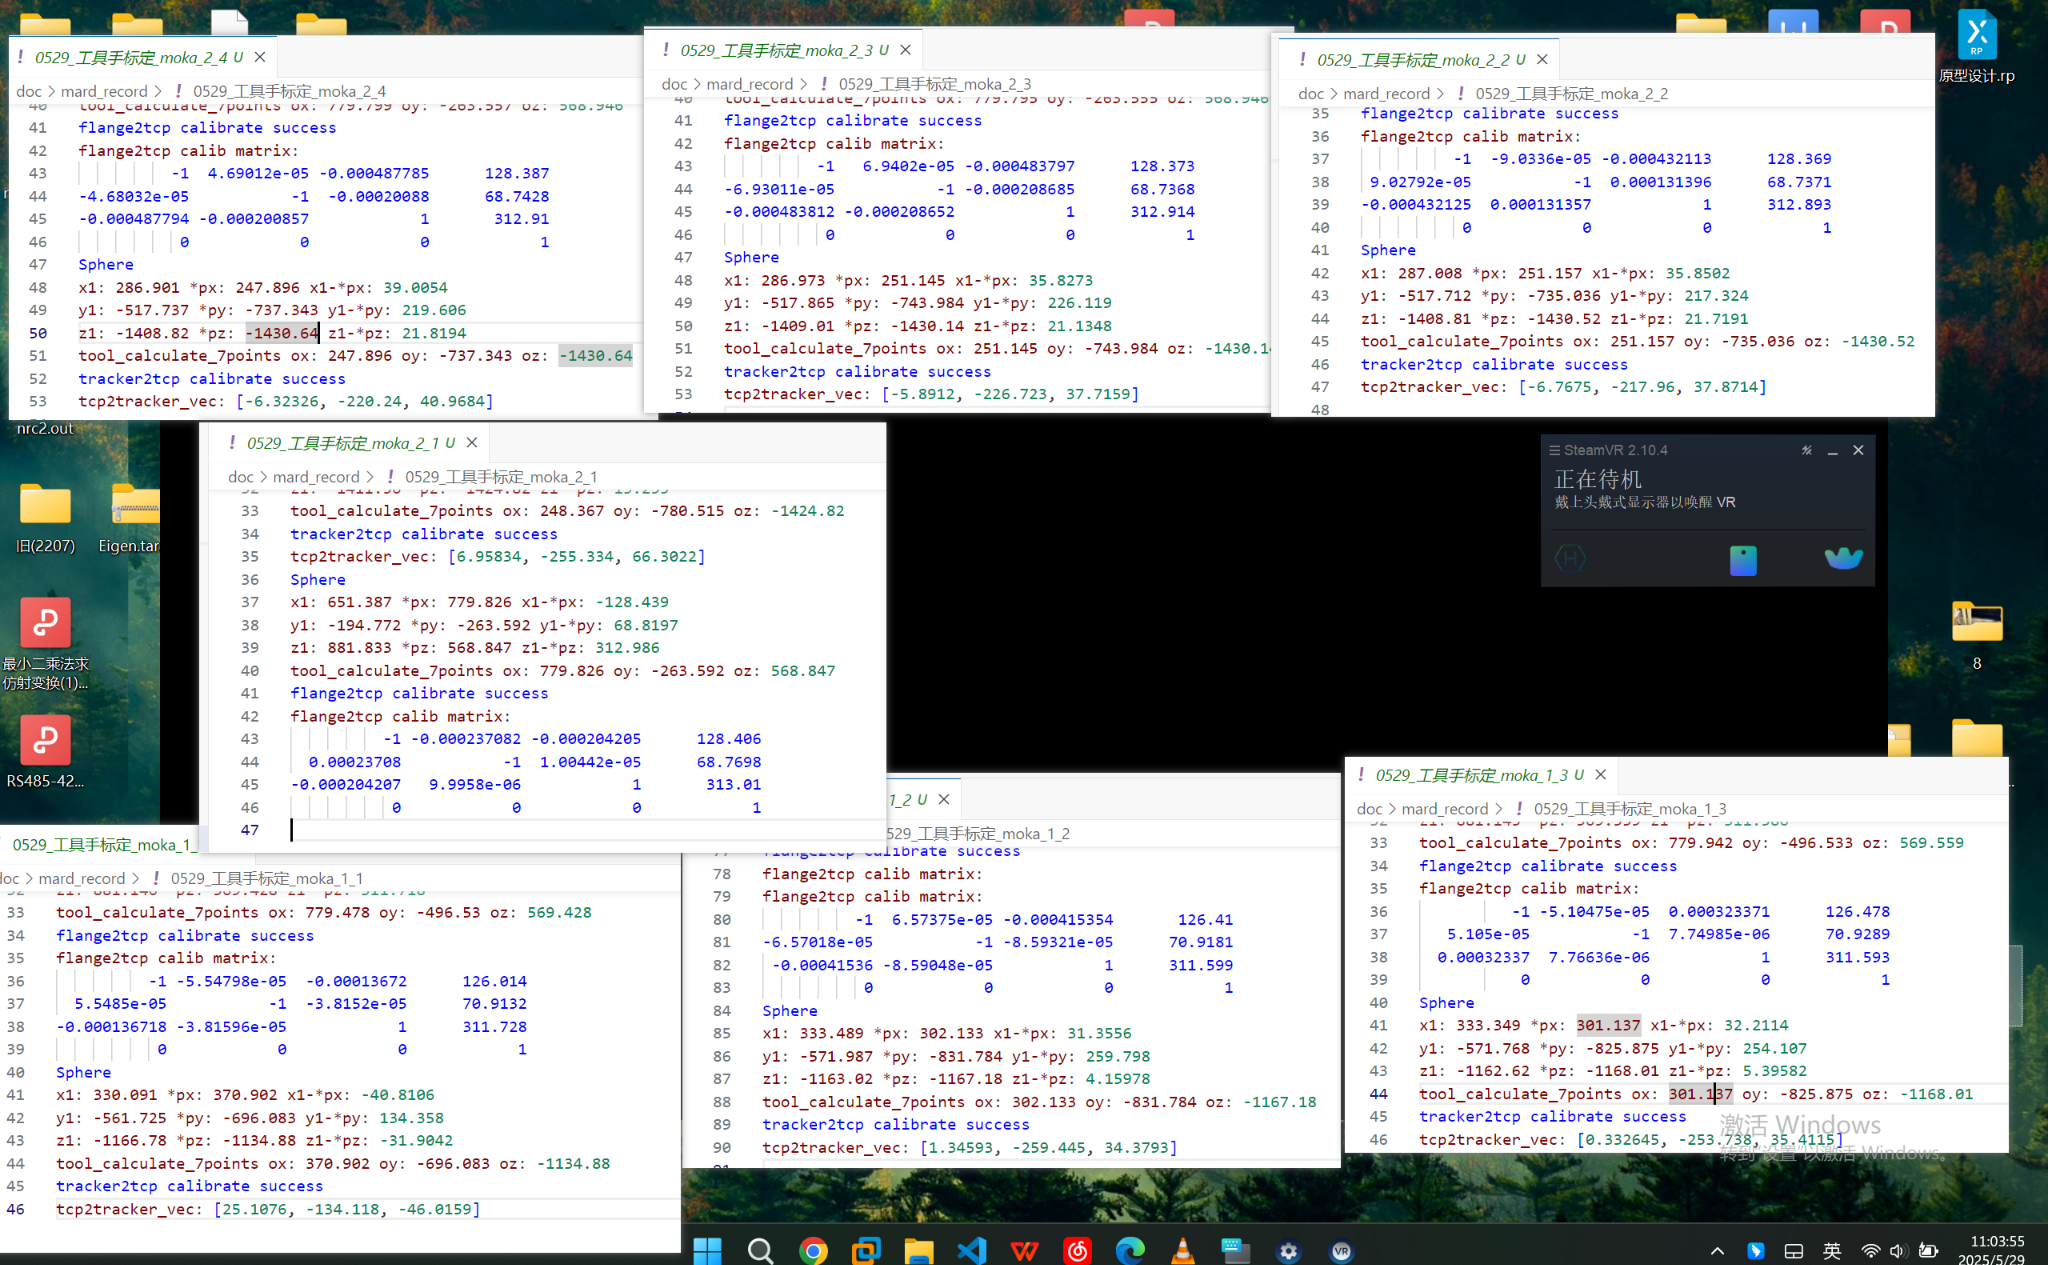 0529_工具手标定_moka_2_4 U
doc > mard_record > ! 0529_工具手标定_moka_2_4
40 tool_calculate_7points ox: 779.799 oy: -263.557 oz: 568.946
41 flange2tcp calibrate success
42 flange2tcp calib matrix:
43 -1 4.69012e-05 -0.000487785 128.387
44 -4.68032e-05 -1 -0.00020088 68.7428
45 -0.000487794 -0.000200857 1 312.91
46 0 0 0 1
47 Sphere
48 x1: 286.901 *px: 247.896 x1-*px: 39.0054
49 y1: -517.737 *py: -737.343 y1-*py: 219.606
50 z1: -1408.82 *pz: -1430.64 z1-*pz: 21.8194
51 tool_calculate_7points ox: 247.896 oy: -737.343 oz: -1430.64
52 tracker2tcp calibrate success
53 tcp2tracker_vec: [-6.32326, -220.24, 40.9684]
! 0529_工具手标定_moka_2_3 U
doc > mard_record > ! 0529_工具手标定_moka_2_3
40 tool_calculate_7points ox: 779.795 oy: -263.555 oz: 568.946
41 flange2tcp calibrate success
42 flange2tcp calib matrix:
43 -1 6.9402e-05 -0.000483797 128.373
44 -6.93011e-05 -1 -0.000208685 68.7368
45 -0.000483812 -0.000208652 1 312.914
46 0 0 0 1
47 Sphere
48 x1: 286.973 *px: 251.145 x1-*px: 35.8273
49 y1: -517.865 *py: -743.984 y1-*py: 226.119
50 z1: -1409.01 *pz: -1430.14 z1-*pz: 21.1348
51 tool_calculate_7points ox: 251.145 oy: -743.984 oz: -1430.14
52 tracker2tcp calibrate success
53 tcp2tracker_vec: [-5.8912, -226.723, 37.7159]
! 0529_工具手标定_moka_2_2 U
doc > mard_record > ! 0529_工具手标定_moka_2_2
35 flange2tcp calibrate success
36 flange2tcp calib matrix:
37 -1 -9.0336e-05 -0.000432113 128.369
38 9.02792e-05 -1 0.000131396 68.7371
39 -0.000432125 0.000131357 1 312.893
40 0 0 0 1
41 Sphere
42 x1: 287.008 *px: 251.157 x1-*px: 35.8502
43 y1: -517.712 *py: -735.036 y1-*py: 217.324
44 z1: -1408.81 *pz: -1430.52 z1-*pz: 21.7191
45 tool_calculate_7points ox: 251.157 oy: -735.036 oz: -1430.52
46 tracker2tcp calibrate success
47 tcp2tracker_vec: [-6.7675, -217.96, 37.8714]
48
RP
原型设计.rp
nrc2.out
旧(2207)
Eigen.tar
最小二乘法求
仿射变换(1)...
RS485-42...
! 0529_工具手标定_moka_2_1 U
doc > mard_record > ! 0529_工具手标定_moka_2_1
33 tool_calculate_7points ox: 248.367 oy: -780.515 oz: -1424.82
34 tracker2tcp calibrate success
35 tcp2tracker_vec: [6.95834, -255.334, 66.3022]
36 Sphere
37 x1: 651.387 *px: 779.826 x1-*px: -128.439
38 y1: -194.772 *py: -263.592 y1-*py: 68.8197
39 z1: 881.833 *pz: 568.847 z1-*pz: 312.986
40 tool_calculate_7points ox: 779.826 oy: -263.592 oz: 568.847
41 flange2tcp calibrate success
42 flange2tcp calib matrix:
43 -1 -0.000237082 -0.000204205 128.406
44 0.00023708 -1 1.00442e-05 68.7698
45 -0.000204207 9.9958e-06 1 313.01
46 0 0 0 1
47
SteamVR 2.10.4
正在待机
戴上头戴式显示器以唤醒 VR
8
0529_工具手标定_moka_1_
doc > mard_record > ! 0529_工具手标定_moka_1_1
33 tool_calculate_7points ox: 779.478 oy: -496.53 oz: 569.428
34 flange2tcp calibrate success
35 flange2tcp calib matrix:
36 -1 -5.54798e-05 -0.00013672 126.014
37 5.5485e-05 -1 -3.8152e-05 70.9132
38 -0.000136718 -3.81596e-05 1 311.728
39 0 0 0 1
40 Sphere
41 x1: 330.091 *px: 370.902 x1-*px: -40.8106
42 y1: -561.725 *py: -696.083 y1-*py: 134.358
43 z1: -1166.78 *pz: -1134.88 z1-*pz: -31.9042
44 tool_calculate_7points ox: 370.902 oy: -696.083 oz: -1134.88
45 tracker2tcp calibrate success
46 tcp2tracker_vec: [25.1076, -134.118, -46.0159]
1_2 U
529_工具手标定_moka_1_2
77 flange2tcp calibrate success
78 flange2tcp calib matrix:
79 flange2tcp calib matrix:
80 -1 6.57375e-05 -0.000415354 126.41
81 -6.57018e-05 -1 -8.59321e-05 70.9181
82 -0.00041536 -8.59048e-05 1 311.599
83 0 0 0 1
84 Sphere
85 x1: 333.489 *px: 302.133 x1-*px: 31.3556
86 y1: -571.987 *py: -831.784 y1-*py: 259.798
87 z1: -1163.02 *pz: -1167.18 z1-*pz: 4.15978
88 tool_calculate_7points ox: 302.133 oy: -831.784 oz: -1167.18
89 tracker2tcp calibrate success
90 tcp2tracker_vec: [1.34593, -259.445, 34.3793]
! 0529_工具手标定_moka_1_3 U
doc > mard_record > ! 0529_工具手标定_moka_1_3
33 tool_calculate_7points ox: 779.942 oy: -496.533 oz: 569.559
34 flange2tcp calibrate success
35 flange2tcp calib matrix:
36 -1 -5.10475e-05 0.000323371 126.478
37 5.105e-05 -1 7.74985e-06 70.9289
38 0.00032337 7.76636e-06 1 311.593
39 0 0 0 1
40 Sphere
41 x1: 333.349 *px: 301.137 x1-*px: 32.2114
42 y1: -571.768 *py: -825.875 y1-*py: 254.107
43 z1: -1162.62 *pz: -1168.01 z1-*pz: 5.39582
44 tool_calculate_7points ox: 301.137 oy: -825.875 oz: -1168.01
45 tracker2tcp calibrate success
46 tcp2tracker_vec: [0.332645, -253.738, 35.4115]
激活 Windows
转到"设置"以激活 Windows。
英
11:03:55
2025/5/29